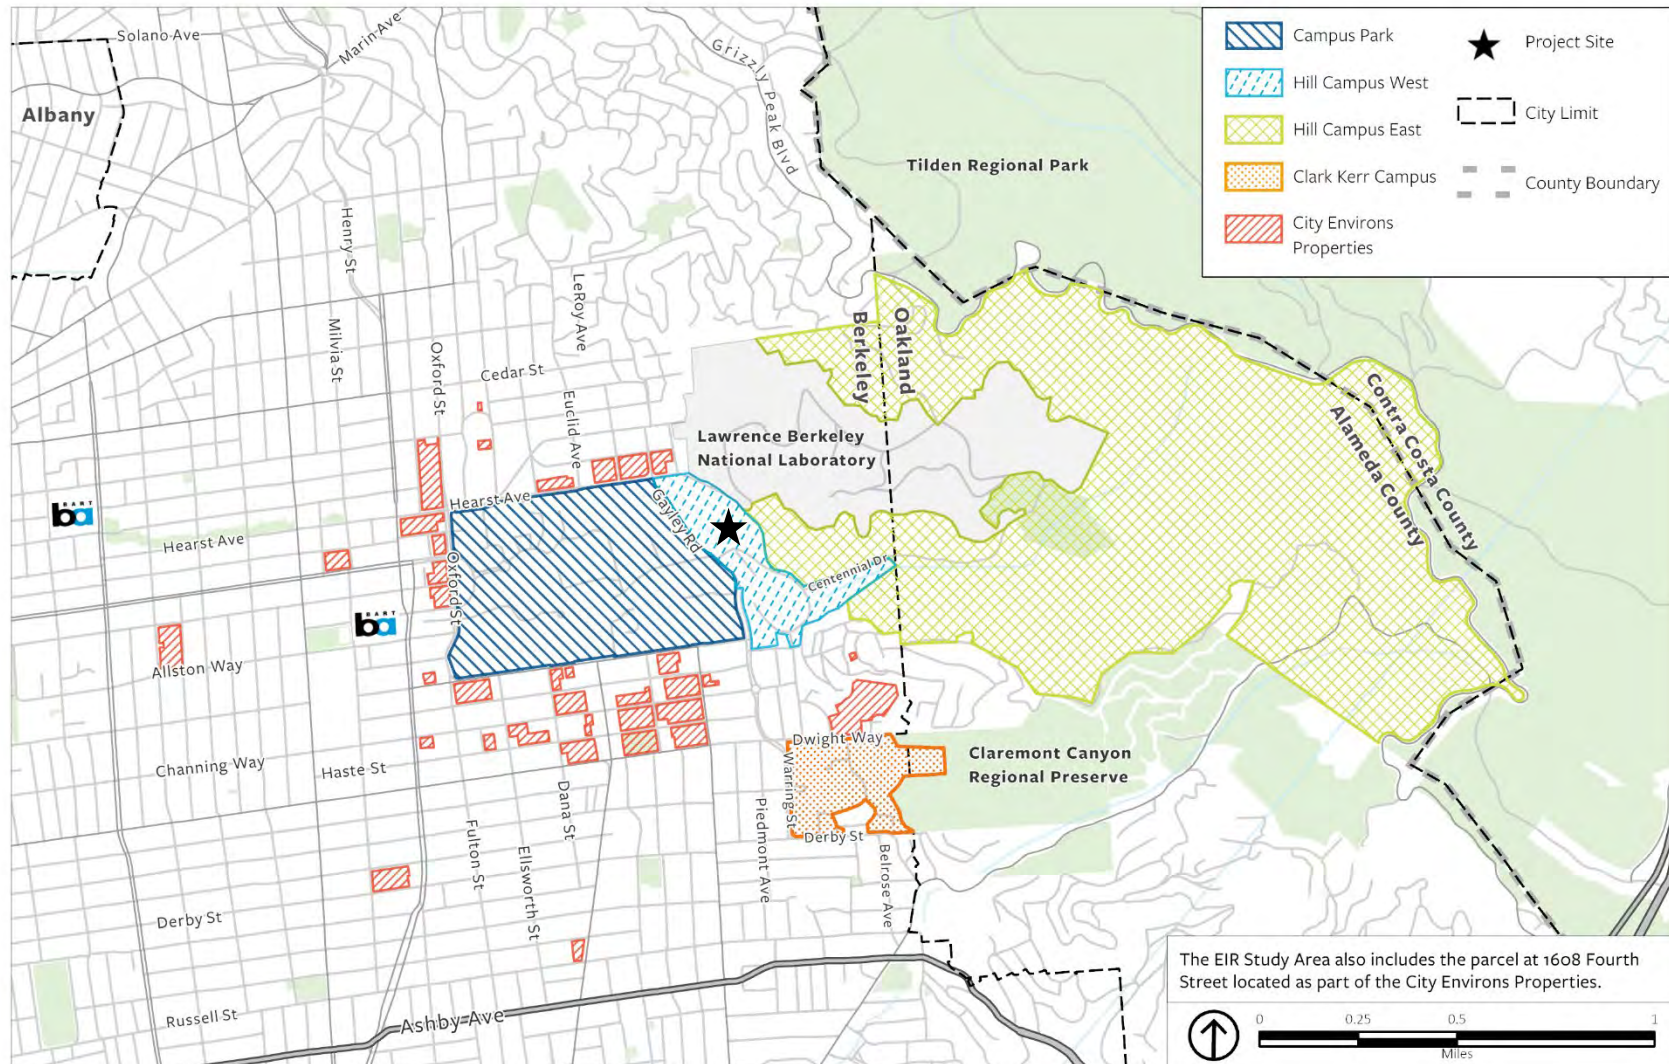 Solano Ave
Marin Ave
Grizzly Peak Blvd
Albany
Henry St
Tilden Regional Park
Campus Park
Hill Campus West
Hill Campus East
Clark Kerr Campus
City Environs
Properties
Project Site
City Limit
County Boundary
Milvia St
Oxford St
LeRoy Ave
Cedar St
Euclid Ave
Berkeley
Oakland
Contra Costa County
Alameda County
Lawrence Berkeley
National Laboratory
Hearst Ave
Gayley Rd
BART
ba
Hearst Ave
Oxford St
Centennial Dr
BART
ba
Allston Way
Channing Way
Haste St
Dwight Way
Warring St
Claremont Canyon
Regional Preserve
Dana St
Piedmont Ave
Derby St
Belrose Ave
Fulton St
Ellsworth St
Derby St
Russell St
Ashby Ave
The EIR Study Area also includes the parcel at 1608 Fourth
Street located as part of the City Environs Properties.
0 0.25 0.5 1
Miles